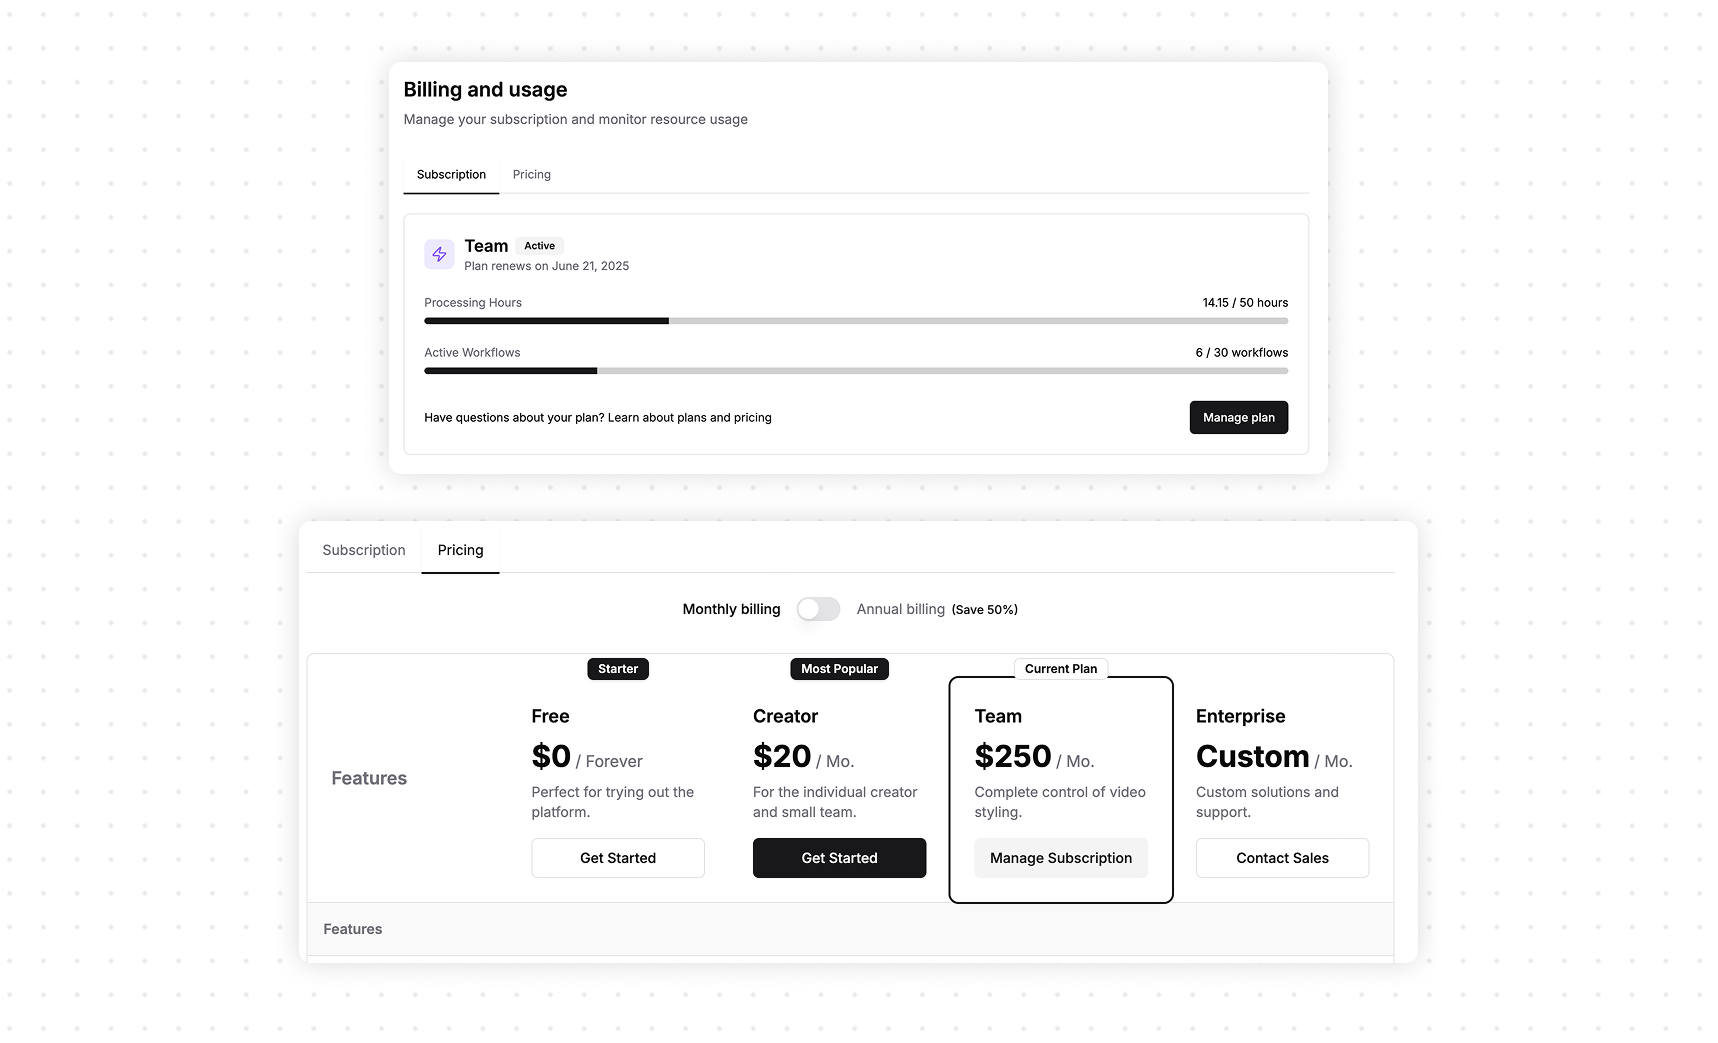 Billing and usage
Manage your subscription and monitor resource usage
Subscription Pricing
Team Active
Plan renews on June 21, 2025
Processing Hours 14.15 / 50 hours
Active Workflows 6 / 30 workflows
Have questions about your plan? Learn about plans and pricing Manage plan
Subscription Pricing
Monthly billing Annual billing (Save 50%)
Features
Starter
Free
$0 / Forever
Perfect for trying out the
platform.
Get Started
Most Popular
Creator
$20 / Mo.
For the individual creator
and small team.
Get Started
Current Plan
Team
$250 / Mo.
Complete control of video
styling.
Manage Subscription
Enterprise
Custom / Mo.
Custom solutions and
support.
Contact Sales
Features